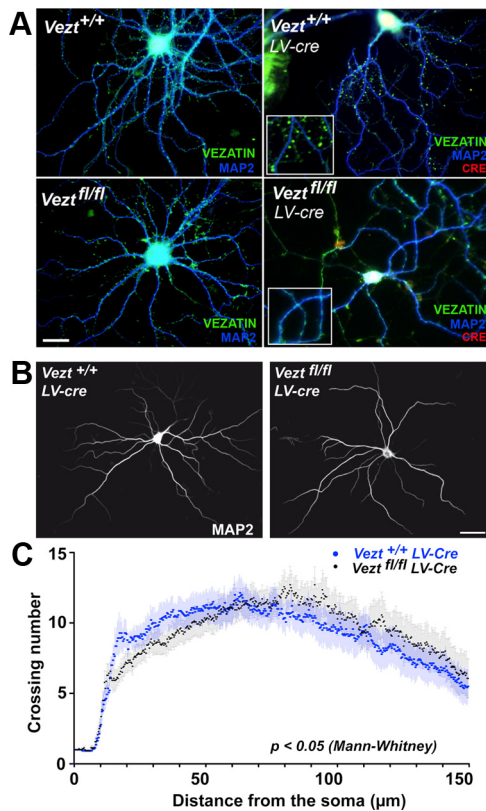 A
Vezt+/+
VEZATIN
MAP2
Vezt+/+
LV-cre
VEZATIN
MAP2
CRE
Vezt fl/fl
VEZATIN
MAP2
Vezt fl/fl
LV-cre
VEZATIN
MAP2
CRE
B
Vezt +/+
LV-cre
MAP2
Vezt fl/fl
LV-cre
C
Vezt +/+ LV-Cre
Vezt fl/fl LV-Cre
15
10
5
0
Crossing number
p < 0.05 (Mann-Whitney)
0 50 100 150
Distance from the soma (µm)